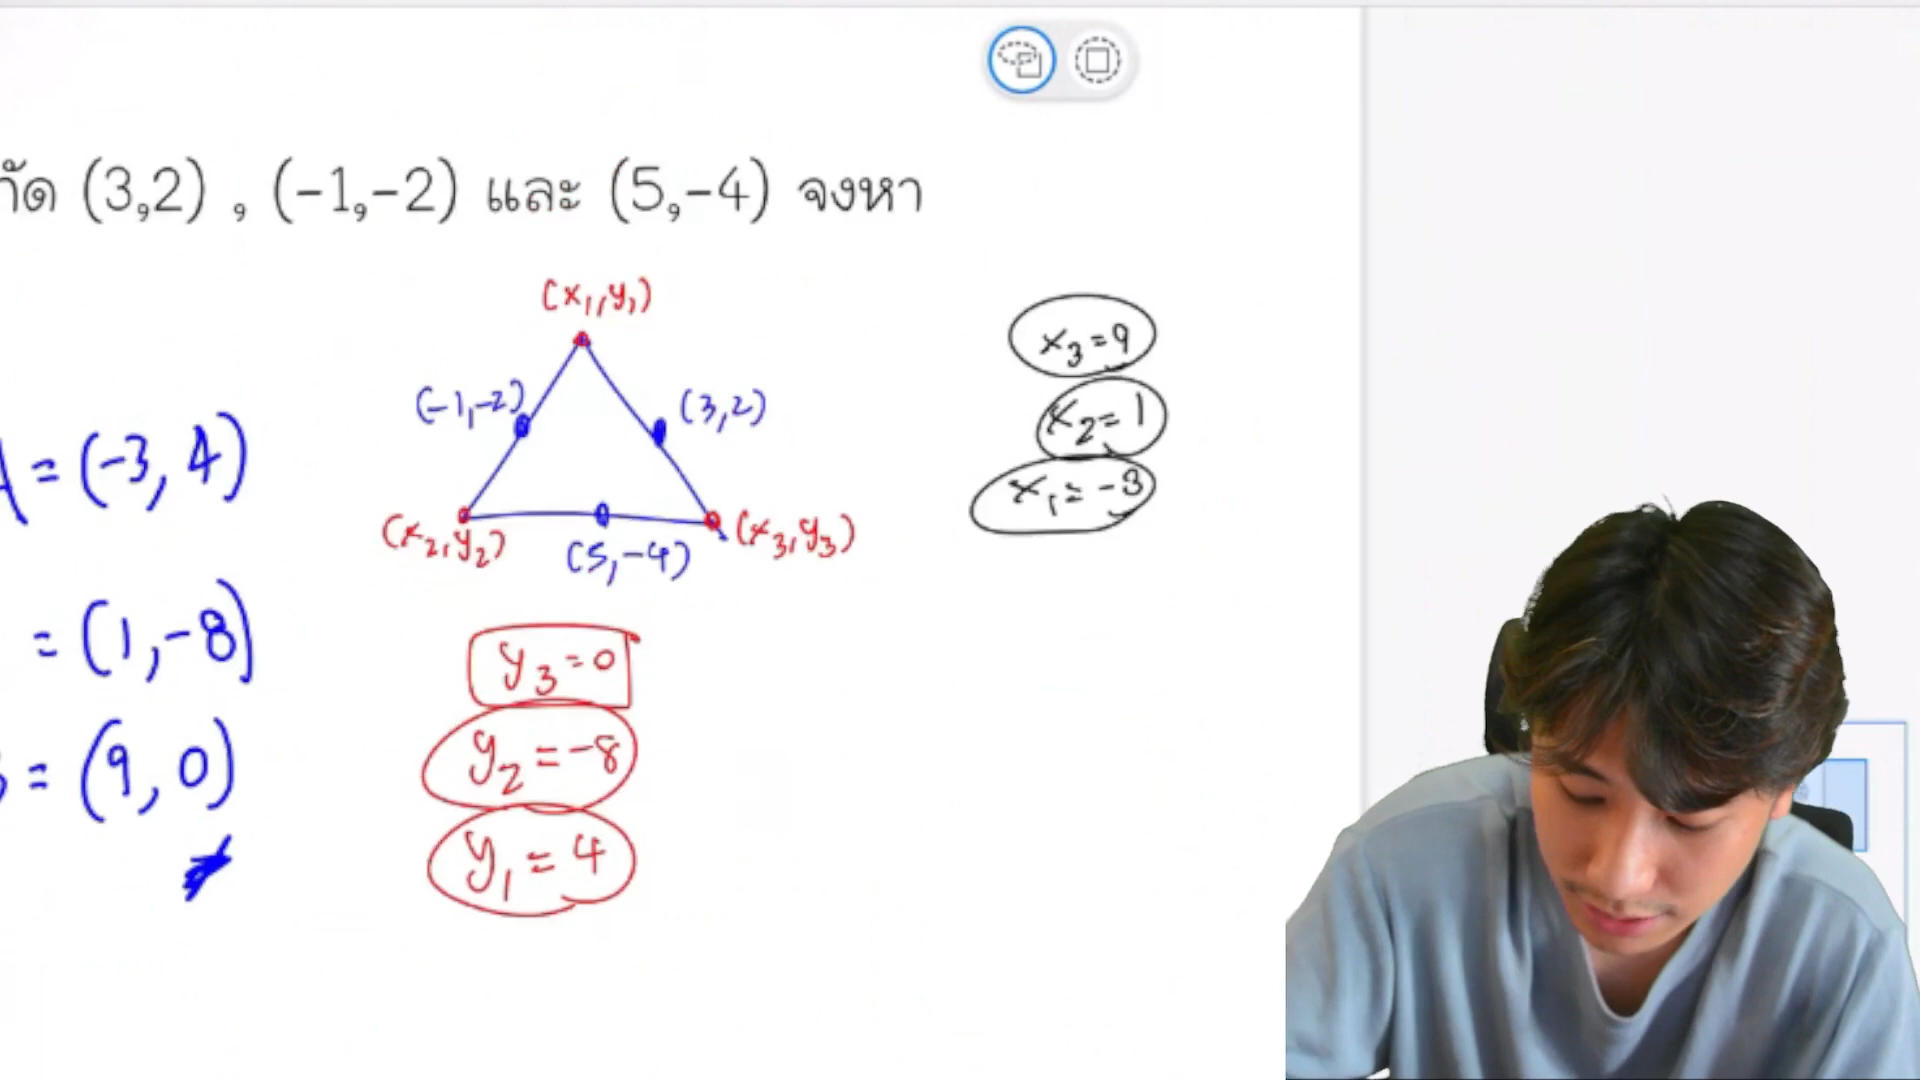 กัด (3,2) , (-1,-2) และ (5,-4) จงหา
(x₁,y₁)
x₃=9
(-1,-2)
(3,2)
x₂=1
A = (-3, 4)
x₁=-3
(x₂,y₂)
(5,-4)
(x₃,y₃)
= (1,-8)
y₃=0
y₂=-8
= (9, 0)
y₁=4